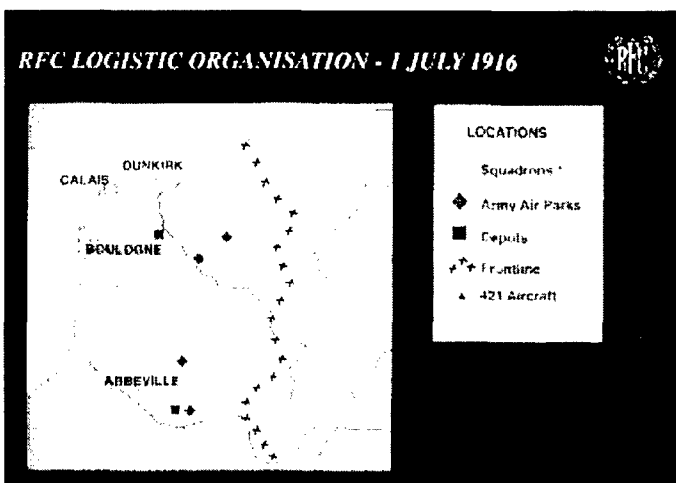 RFC LOGISTIC ORGANISATION - 1 JULY 1916
RFC
DUNKIRK
CALAIS
BOULOGNE
ABBEVILLE
LOCATIONS
Squadrons *
Army Air Parks
Depots
Frontline
421 Aircraft